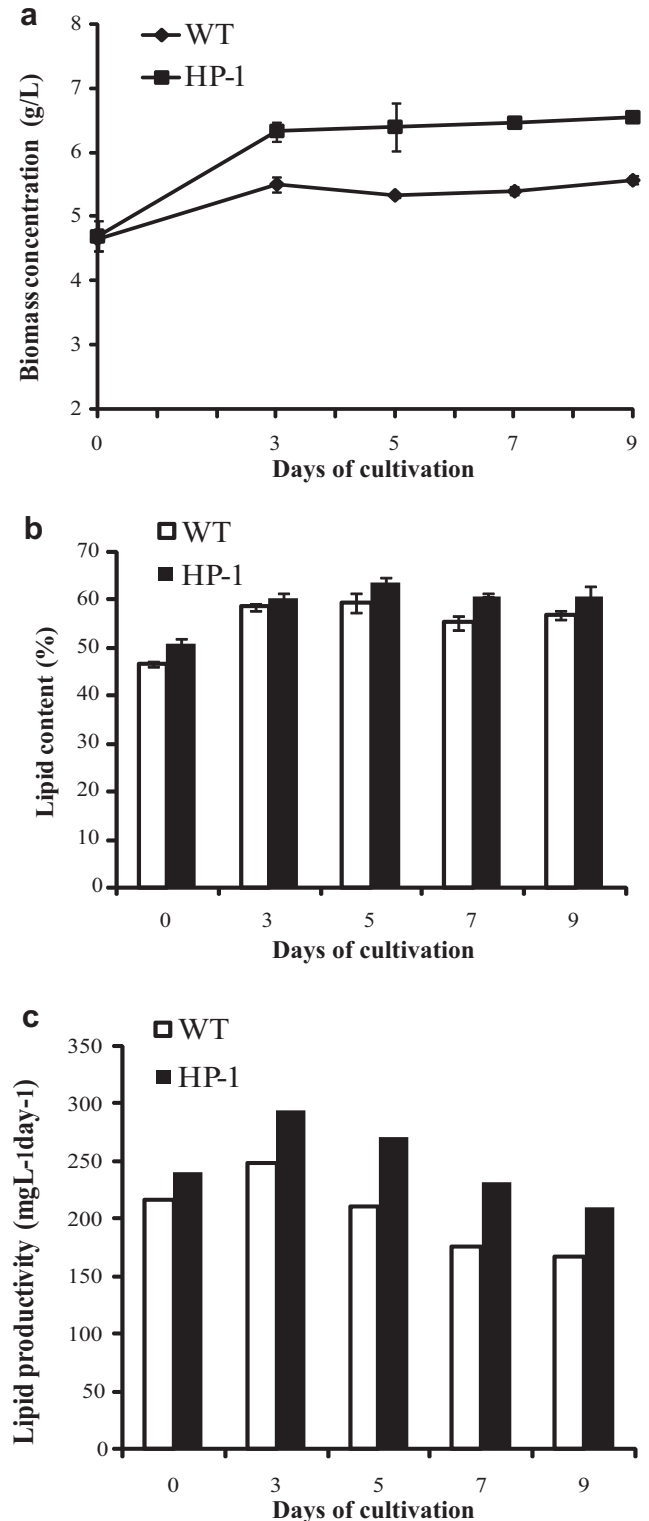 a
8
WT
HP-1
7
6
5
4
3
2
Biomass concentration (g/L)
0 3 5 7 9
Days of cultivation
b
WT
HP-1
70
60
50
40
30
20
10
0
Lipid content (%)
0 3 5 7 9
Days of cultivation
c
WT
HP-1
350
300
250
200
150
100
50
0
Lipid productivity (mgL-1day-1)
0 3 5 7 9
Days of cultivation